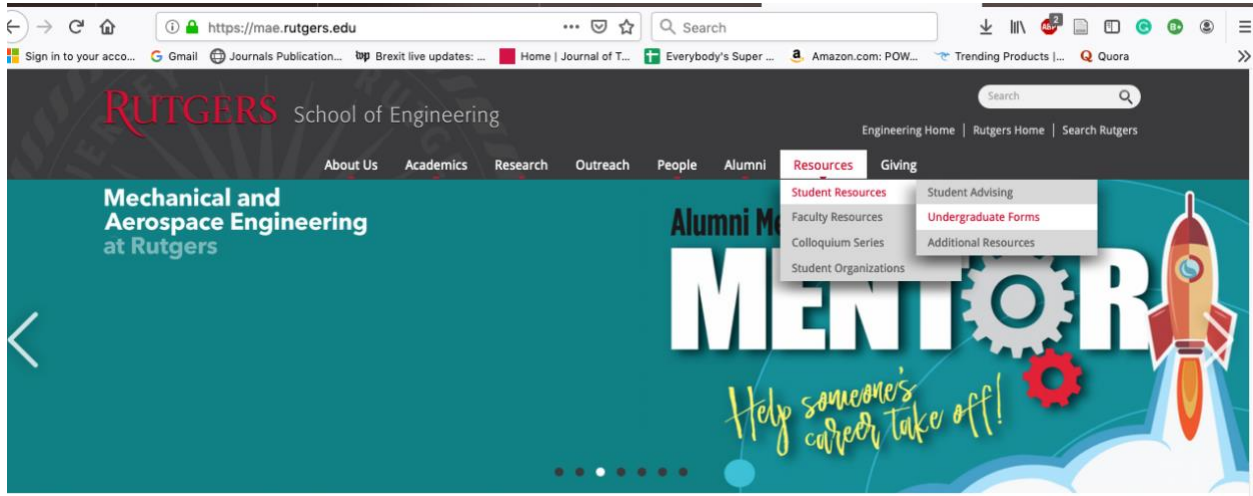 https://mae.rutgers.edu
Search
Sign in to your acco...
Gmail
Journals Publication...
Brexit live updates: ...
Home | Journal of T...
Everybody's Super ...
Amazon.com: POW...
Trending Products |...
Quora
RUTGERS School of Engineering
Search
Engineering Home | Rutgers Home | Search Rutgers
About Us Academics Research Outreach People Alumni Resources Giving
Student Resources
Faculty Resources
Colloquium Series
Student Organizations
Student Advising
Undergraduate Forms
Additional Resources
Mechanical and
Aerospace Engineering
at Rutgers
Alumni
MENTOR
Help someone's
career take off!